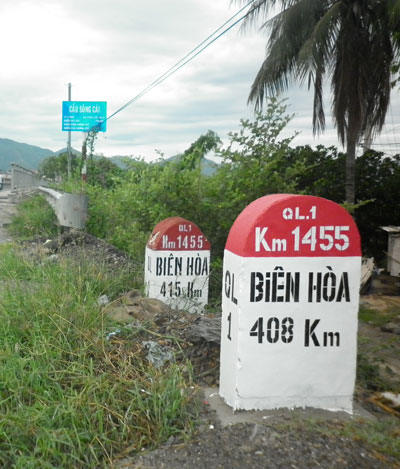 CẦU SÔNG CÁI
QL.1
Km 1455
BIÊN HÒA
415 Km
QL.1
Km 1455
QL
1
BIÊN HÒA
408 Km